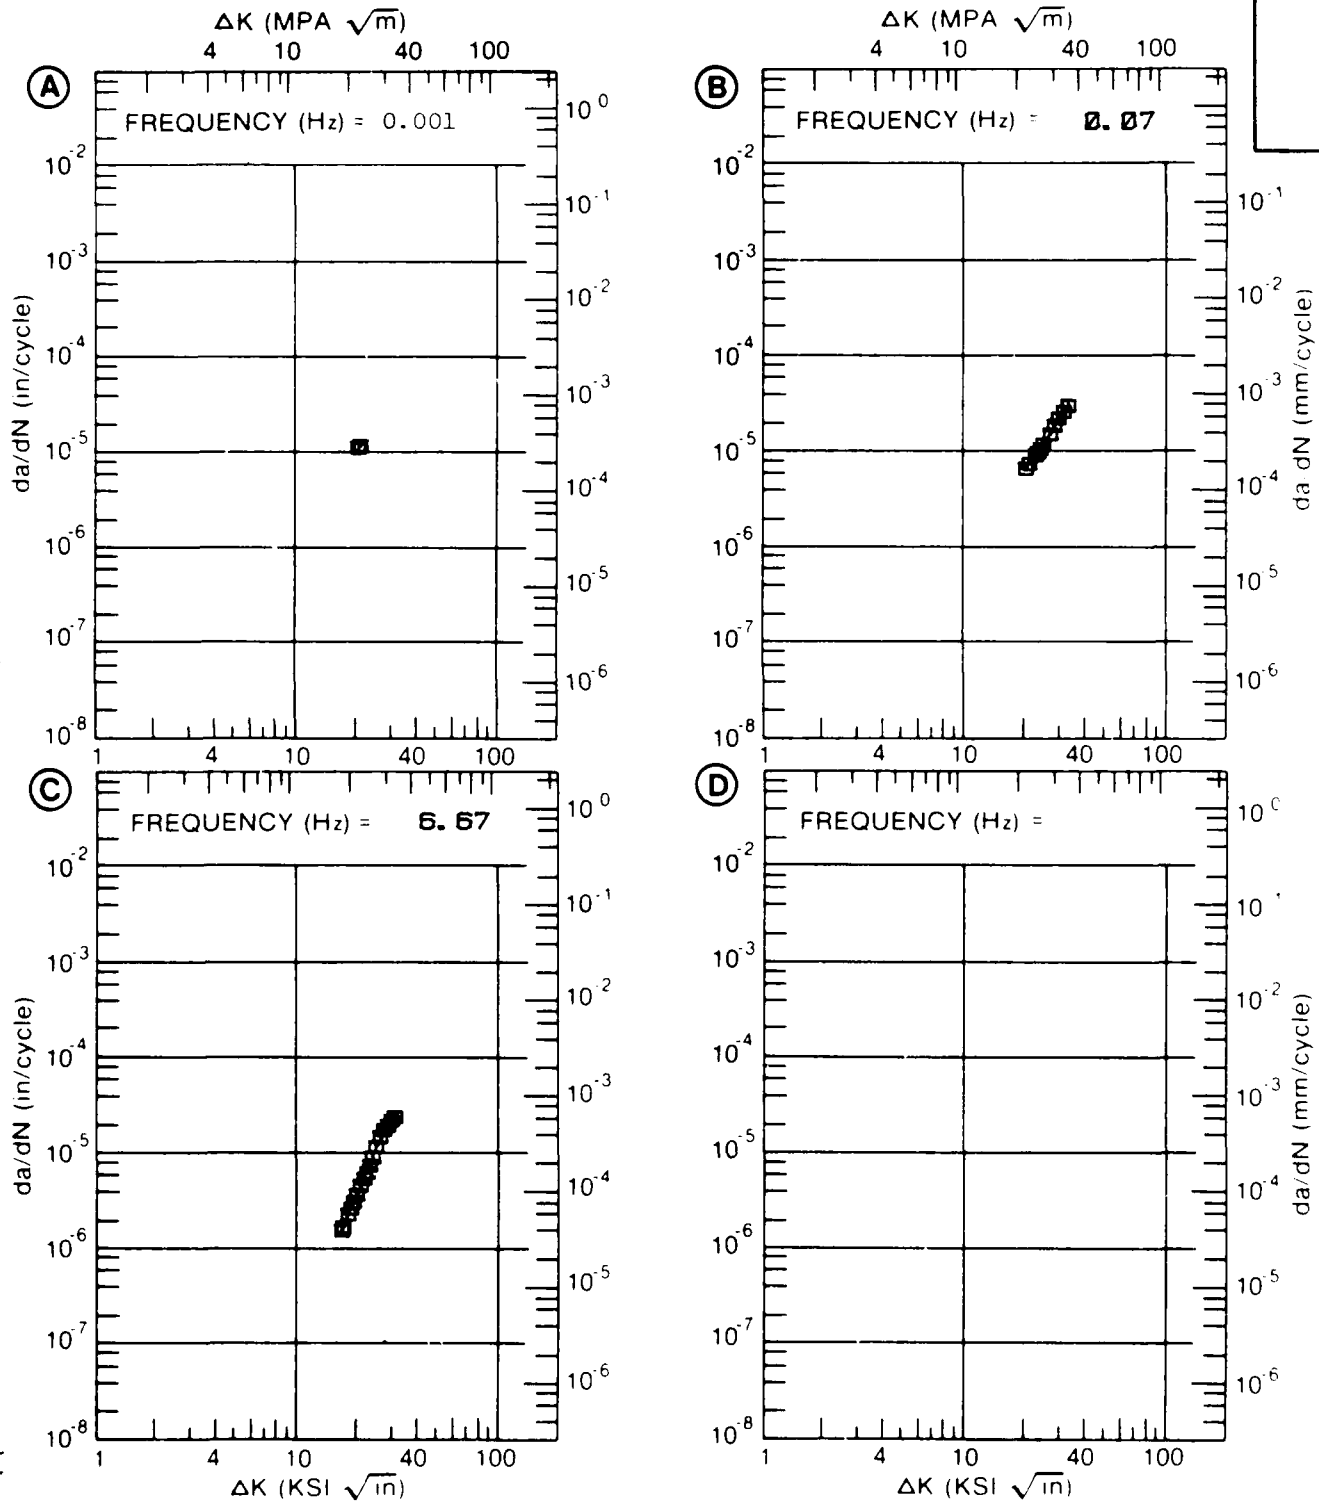 ΔK (MPA √m)
4 10 40 100
A
FREQUENCY (Hz) = 0.001
da/dN (in/cycle)
10-2
10-3
10-4
10-5
10-6
10-7
10-8
10 0
10-1
10-2
10-3
10-4
10-5
10-6
1 4 10 40 100
ΔK (MPA √m)
4 10 40 100
B
FREQUENCY (Hz) = 0.07
10-2
10-3
10-4
10-5
10-6
10-7
10-8
10-1
10-2
10-3
10-4
10-5
10-6
da dN (mm/cycle)
1 4 10 40 100
C
FREQUENCY (Hz) = 6.67
da/dN (in/cycle)
10-2
10-3
10-4
10-5
10-6
10-7
10-8
10 0
10-1
10-2
10-3
10-4
10-5
10-6
1 4 10 40 100
ΔK (KSI √in)
D
FREQUENCY (Hz) =
10-2
10-3
10-4
10-5
10-6
10-7
10-8
10 0
10-1
10-2
10-3
10-4
10-5
10-6
da/dN (mm/cycle)
1 4 10 40 100
ΔK (KSI √in)